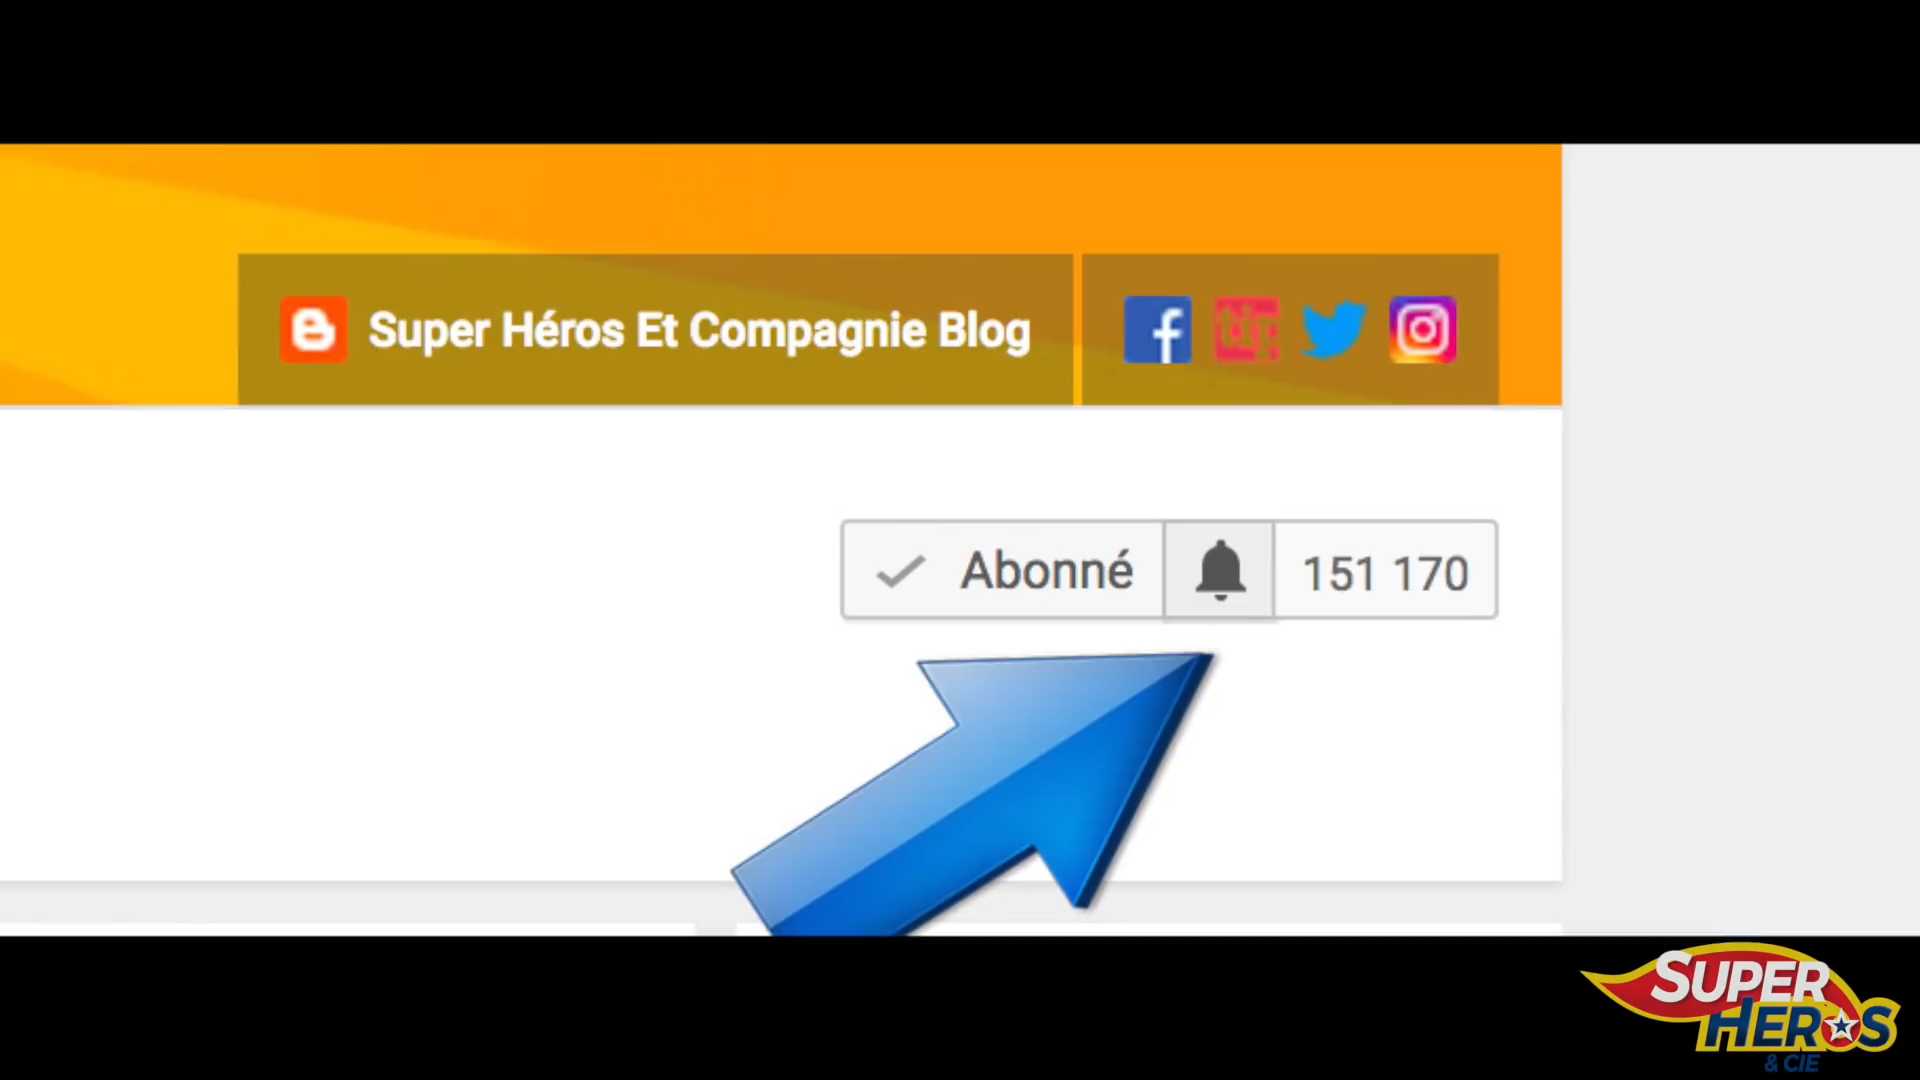 Super Héros Et Compagnie Blog
Abonné
151 170
SUPER
HEROS
& CIE